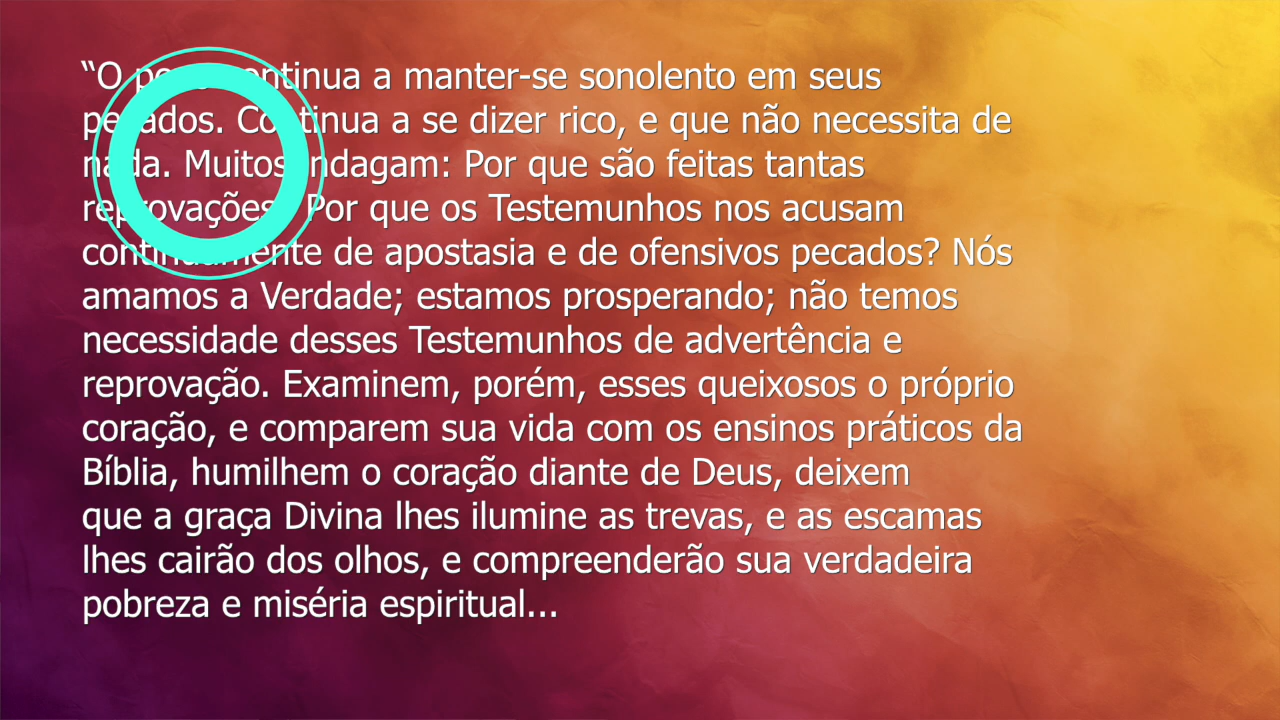 “O povo continua a manter-se sonolento em seus
pecados. Continua a se dizer rico, e que não necessita de
nada. Muitos indagam: Por que são feitas tantas
reprovações? Por que os Testemunhos nos acusam
continuamente de apostasia e de ofensivos pecados? Nós
amamos a Verdade; estamos prosperando; não temos
necessidade desses Testemunhos de advertência e
reprovação. Examinem, porém, esses queixosos o próprio
coração, e comparem sua vida com os ensinos práticos da
Bíblia, humilhem o coração diante de Deus, deixem
que a graça Divina lhes ilumine as trevas, e as escamas
lhes cairão dos olhos, e compreenderão sua verdadeira
pobreza e miséria espiritual...